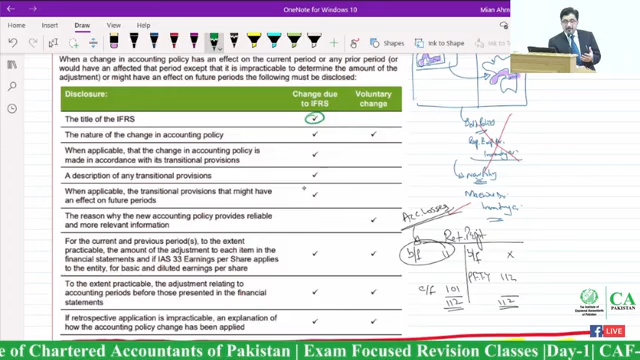 OneNote for Windows 10
Mian Ahm
Home Insert Draw View Help
Shapes
Ink to Shape
Ink to Text
When a change in accounting policy has an effect on the current period or any prior period (or
would have an affected that period except that it is impracticable to determine the amount of the
adjustment) or might have an effect on future periods the following must be disclosed:
Disclosure: Change due to IFRS Voluntary change
The title of the IFRS ✓
The nature of the change in accounting policy ✓ ✓
When applicable, that the change in accounting policy is
made in accordance with its transitional provisions ✓
A description of any transitional provisions ✓
When applicable, the transitional provisions that might have
an effect on future periods ✓
The reason why the new accounting policy provides reliable
and more relevant information ✓
For the current and previous period(s), to the extent
practicable, the amount of the adjustment to each item in the
financial statements and if IAS 33 Earnings per Share applies
to the entity, for basic and diluted earnings per share ✓ ✓
To the extent practicable, the adjustment relating to
accounting periods before those presented in the financial
statements ✓ ✓
If retrospective application is impracticable, an explanation of
how the accounting policy change has been applied ✓ ✓
Acc. Losses
Ret. Profit
b/f 11 b/f x
PFTY 112
c/f 101
112 112
The Institute of
Chartered Accountants
of Pakistan
CA
PAKISTAN
LIVE
of Chartered Accountants of Pakistan | Exam Focused Revision Classes |Day-1| CAF-